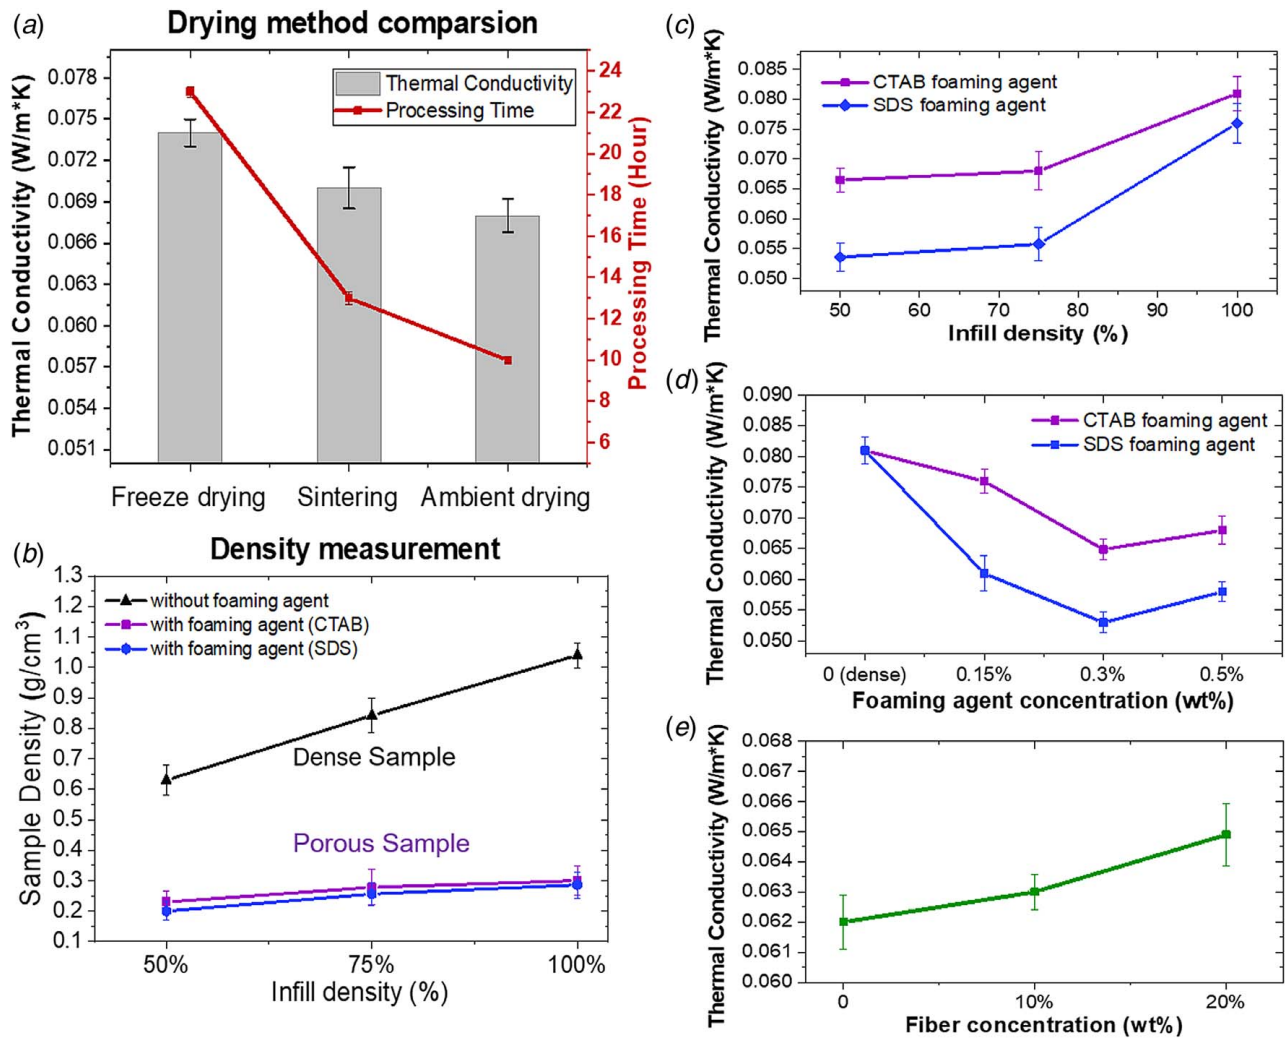 (a)
Drying method comparsion
Thermal Conductivity (W/m*K)
0.078
0.075
0.072
0.069
0.066
0.063
0.060
0.057
0.054
0.051
Thermal Conductivity
Processing Time
24
22
20
18
16
14
12
10
8
6
Processing Time (Hour)
Freeze drying Sintering Ambient drying
(b)
Density measurement
Sample Density (g/cm³)
1.3
1.2
1.1
1.0
0.9
0.8
0.7
0.6
0.5
0.4
0.3
0.2
0.1
without foaming agent
with foaming agent (CTAB)
with foaming agent (SDS)
Dense Sample
Porous Sample
50% 75% 100%
Infill density (%)
(c)
Thermal Conductivity (W/m*K)
0.085
0.080
0.075
0.070
0.065
0.060
0.055
0.050
CTAB foaming agent
SDS foaming agent
50 60 70 80 90 100
Infill density (%)
(d)
Thermal Conductivity (W/m*K)
0.090
0.085
0.080
0.075
0.070
0.065
0.060
0.055
0.050
CTAB foaming agent
SDS foaming agent
0 (dense) 0.15% 0.3% 0.5%
Foaming agent concentration (wt%)
(e)
Thermal Conductivity (W/m*K)
0.068
0.067
0.066
0.065
0.064
0.063
0.062
0.061
0.060
0 10% 20%
Fiber concentration (wt%)